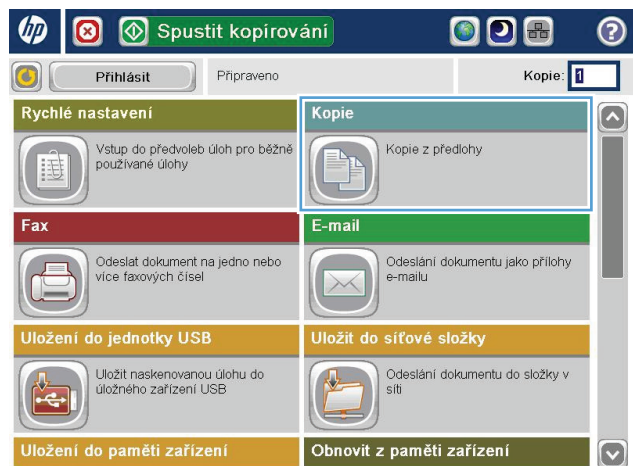 hp
Spustit kopírování
?
Přihlásit
Připraveno
Kopie: 1
Rychlé nastavení
Vstup do předvoleb úloh pro běžně
používané úlohy
Kopie
Kopie z předlohy
Fax
Odeslat dokument na jedno nebo
více faxových čísel
E-mail
Odeslání dokumentu jako přílohy
e-mailu
Uložení do jednotky USB
Uložit naskenovanou úlohu do
úložného zařízení USB
Uložit do síťové složky
Odeslání dokumentu do složky v
síti
Uložení do paměti zařízení
Obnovit z paměti zařízení